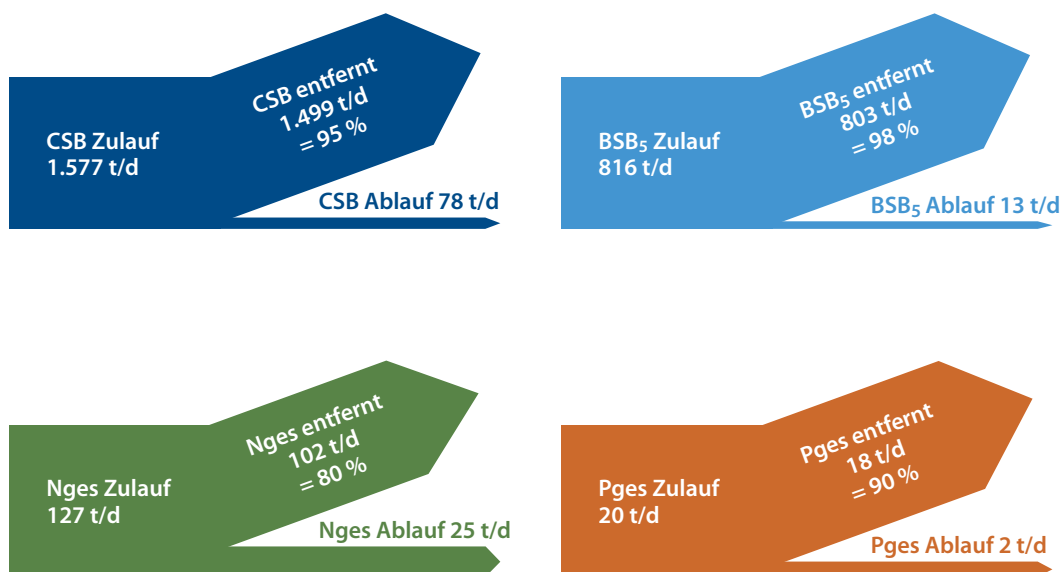 CSB Zulauf
1.577 t/d
CSB entfernt
1.499 t/d
= 95 %
CSB Ablauf 78 t/d
BSB₅ Zulauf
816 t/d
BSB₅ entfernt
803 t/d
= 98 %
BSB₅ Ablauf 13 t/d
Nges Zulauf
127 t/d
Nges entfernt
102 t/d
= 80 %
Nges Ablauf 25 t/d
Pges Zulauf
20 t/d
Pges entfernt
18 t/d
= 90 %
Pges Ablauf 2 t/d